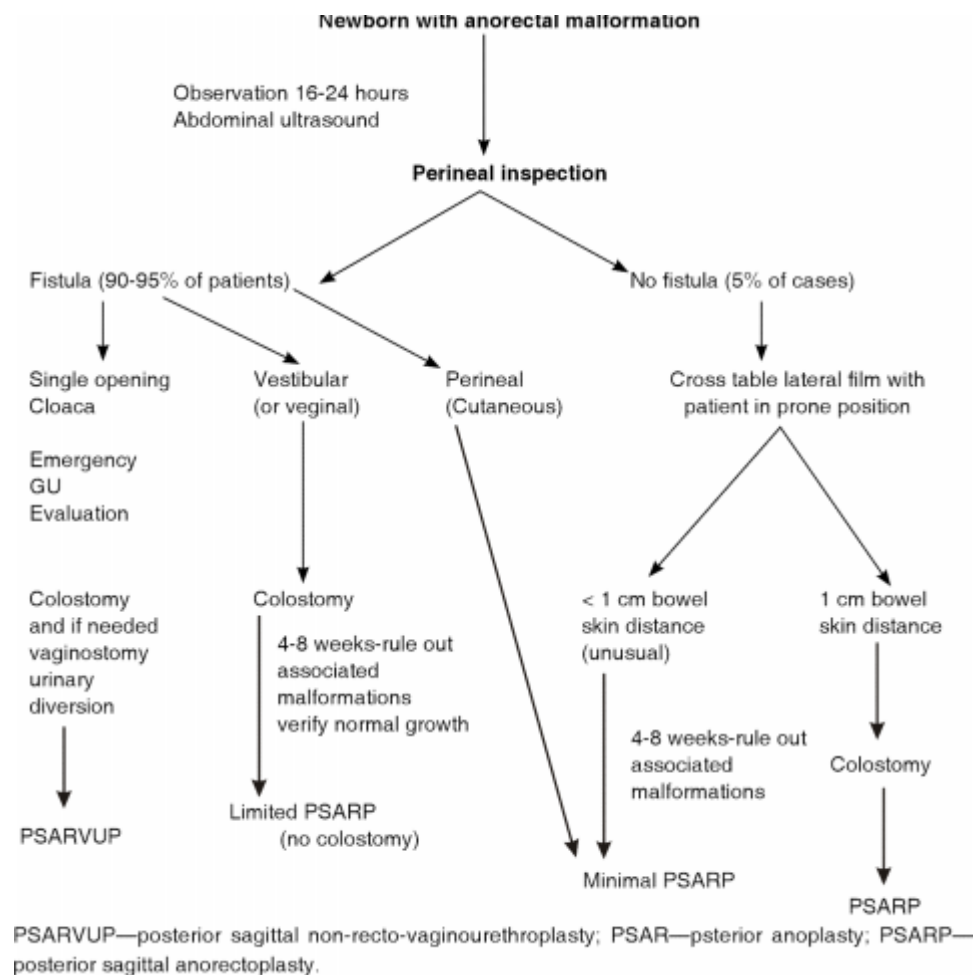 Newborn with anorectal malformation
Observation 16-24 hours
Abdominal ultrasound
Perineal inspection
Fistula (90-95% of patients)
No fistula (5% of cases)
Single opening
Cloaca
Vestibular
(or veginal)
Perineal
(Cutaneous)
Cross table lateral film with
patient in prone position
Emergency
GU
Evaluation
Colostomy
and if needed
vaginostomy
urinary
diversion
Colostomy
< 1 cm bowel
skin distance
(unusual)
1 cm bowel
skin distance
4-8 weeks-rule out
associated
malformations
verify normal growth
4-8 weeks-rule out
associated
malformations
Colostomy
PSARVUP
Limited PSARP
(no colostomy)
Minimal PSARP
PSARP
PSARVUP—posterior sagittal non-recto-vaginourethroplasty; PSAR—psterior anoplasty; PSARP—
posterior sagittal anorectoplasty.